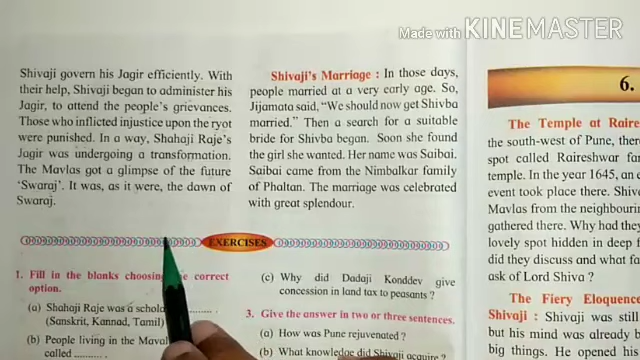 Made with KINEMASTER
Shivaji govern his Jagir efficiently. With
their help, Shivaji began to administer his
Jagir, to attend the people's grievances.
Those who inflicted injustice upon the ryot
were punished. In a way, Shahaji Raje's
Jagir was undergoing a transformation.
The Mavlas got a glimpse of the future
'Swaraj'. It was, as it were, the dawn of
Swaraj.
Shivaji's Marriage : In those days,
people married at a very early age. So,
Jijamata said, "We should now get Shivba
married." Then a search for a suitable
bride for Shivba began. Soon she found
the girl she wanted. Her name was Saibai.
Saibai came from the Nimbalkar family
of Phaltan. The marriage was celebrated
with great splendour.
EXERCISES
1. Fill in the blanks choosing correct
option.
(a) Shahaji Raje was a
(Sanskrit, Kannad, Tamil)
(b) People living in the
called ..........
(c) Why did Dadaji Konddev give
concession in land tax to peasants ?
3. Give the answer in two or three sentences.
(a) How was Pune rejuvenated ?
(b) What knowledge did Shivaji acquire ?
6.
The Temple at
the south-west of Pune,
spot called Raireshwar
temple. In the year 1645, an
event took place there.
Mavlas from the
gathered there. Why had
lovely spot hidden in deep
did they discuss and what
ask of Lord Shiva ?
The Fiery
Shivaji : Shivaji was still
but his mind was already
big things. He opened his